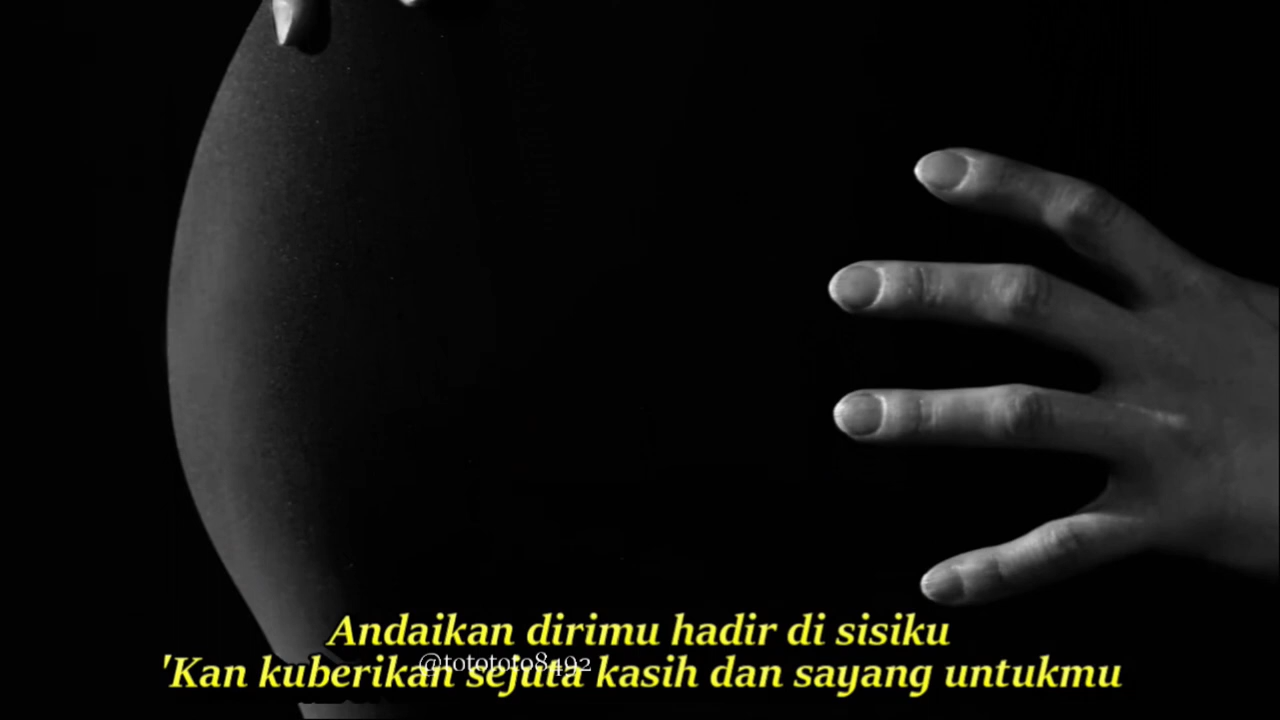 Andaikan dirimu hadir di sisiku
'Kan kuberikan sejuta kasih dan sayang untukmu
@totototo8492